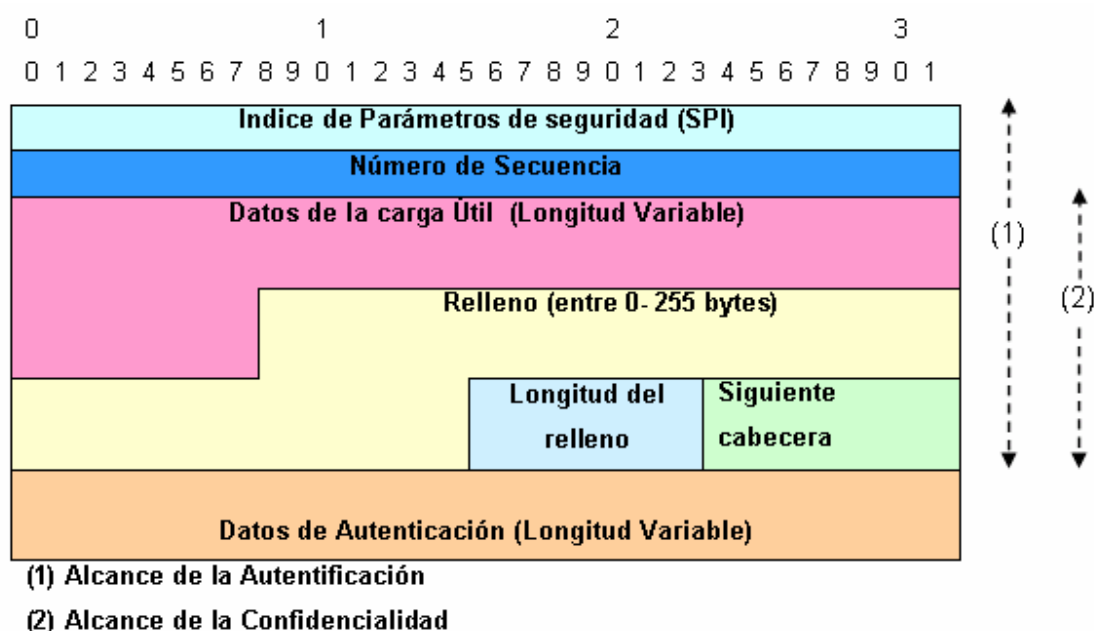 0 1 2 3
0 1 2 3 4 5 6 7 8 9 0 1 2 3 4 5 6 7 8 9 0 1 2 3 4 5 6 7 8 9 0 1
Indice de Parámetros de seguridad (SPI)
Número de Secuencia
Datos de la carga Ùtil (Longitud Variable)
(1)
(2)
Relleno (entre 0- 255 bytes)
Longitud del
relleno
Siguiente
cabecera
Datos de Autenticación (Longitud Variable)
(1) Alcance de la Autentificación
(2) Alcance de la Confidencialidad